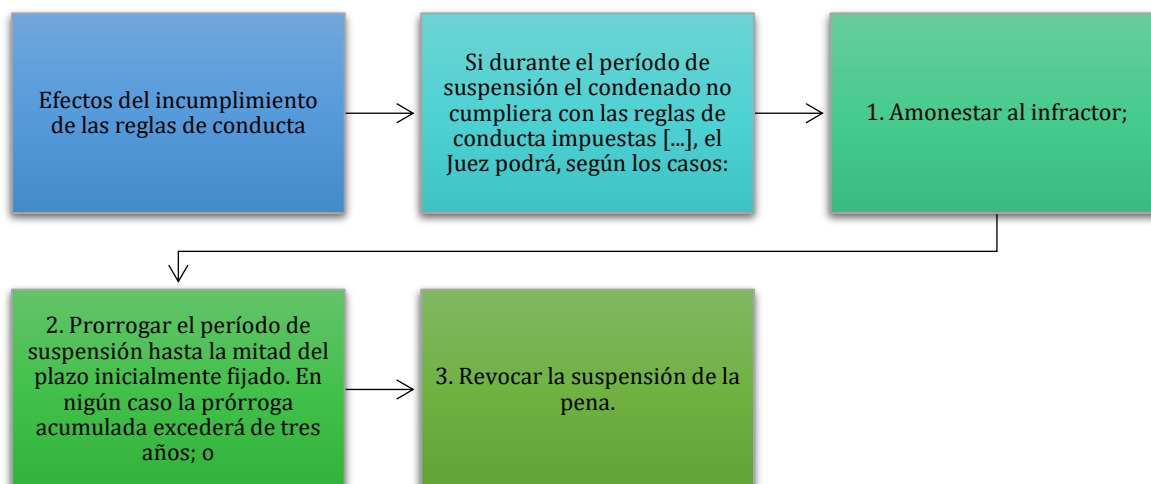 Efectos del incumplimiento
de las reglas de conducta
Si durante el período de
suspensión el condenado no
cumpliera con las reglas de
conducta impuestas [...], el
Juez podrá, según los casos:
1. Amonestar al infractor;
2. Prorrogar el período de
suspensión hasta la mitad del
plazo inicialmente fijado. En
nigún caso la prórroga
acumulada excederá de tres
años; o
3. Revocar la suspensión de la
pena.